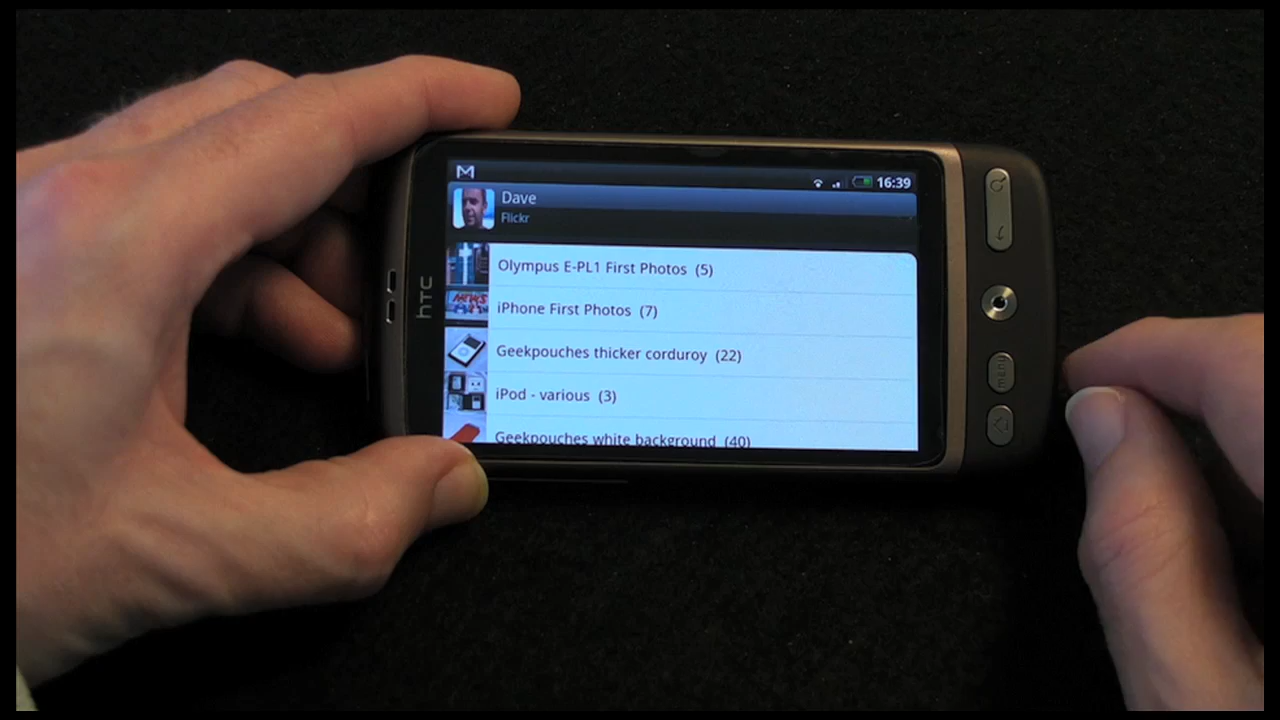 16:39
Dave
Flickr
Olympus E-PL1 First Photos (5)
iPhone First Photos (7)
Geekpouches thicker corduroy (22)
iPod - various (3)
Geekpouches white background (40)
hTC
menu
NEWS